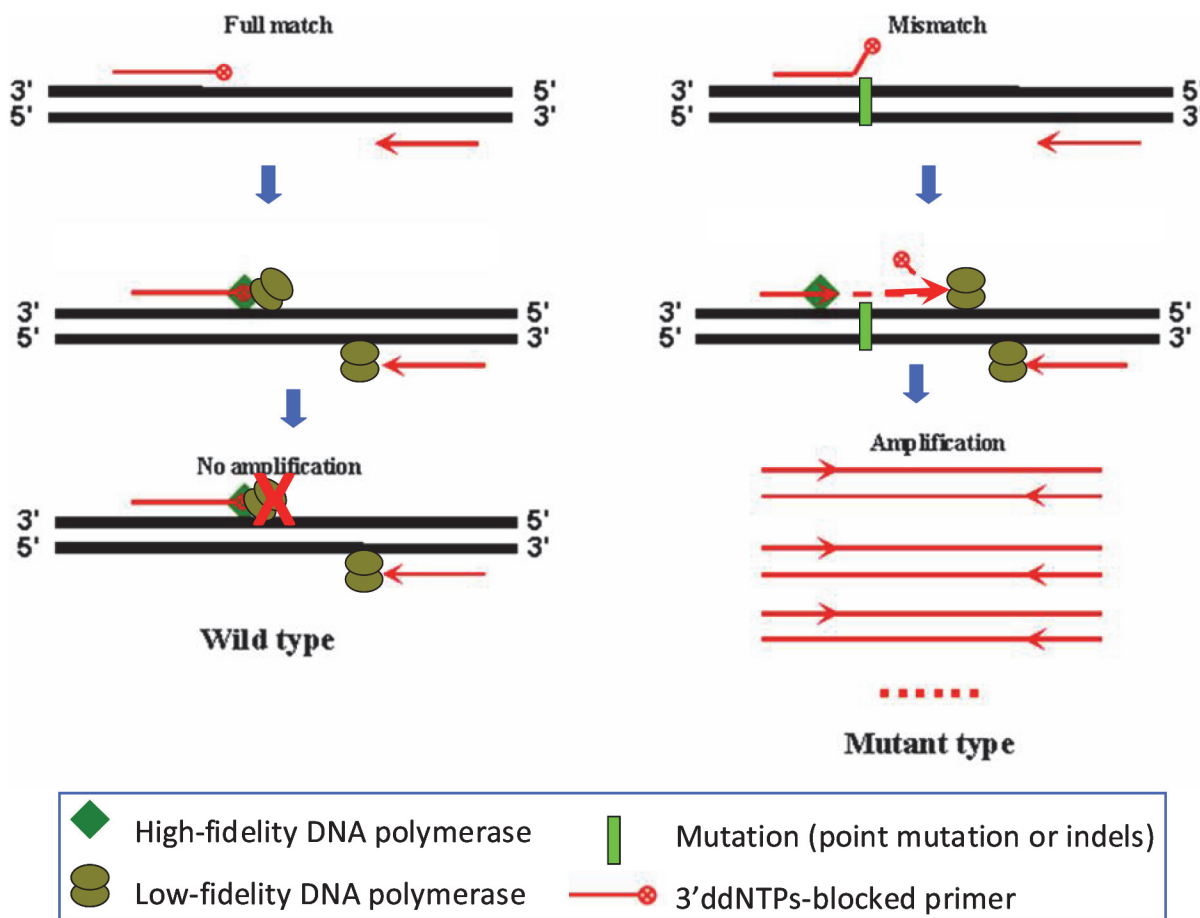 Full match
Mismatch
3' 5'
5' 3'
3' 5'
5' 3'
3' 5'
5' 3'
3' 5'
5' 3'
No amplification
Amplification
3' 5'
5' 3'
Wild type
Mutant type
High-fidelity DNA polymerase
Mutation (point mutation or indels)
Low-fidelity DNA polymerase
3'ddNTPs-blocked primer